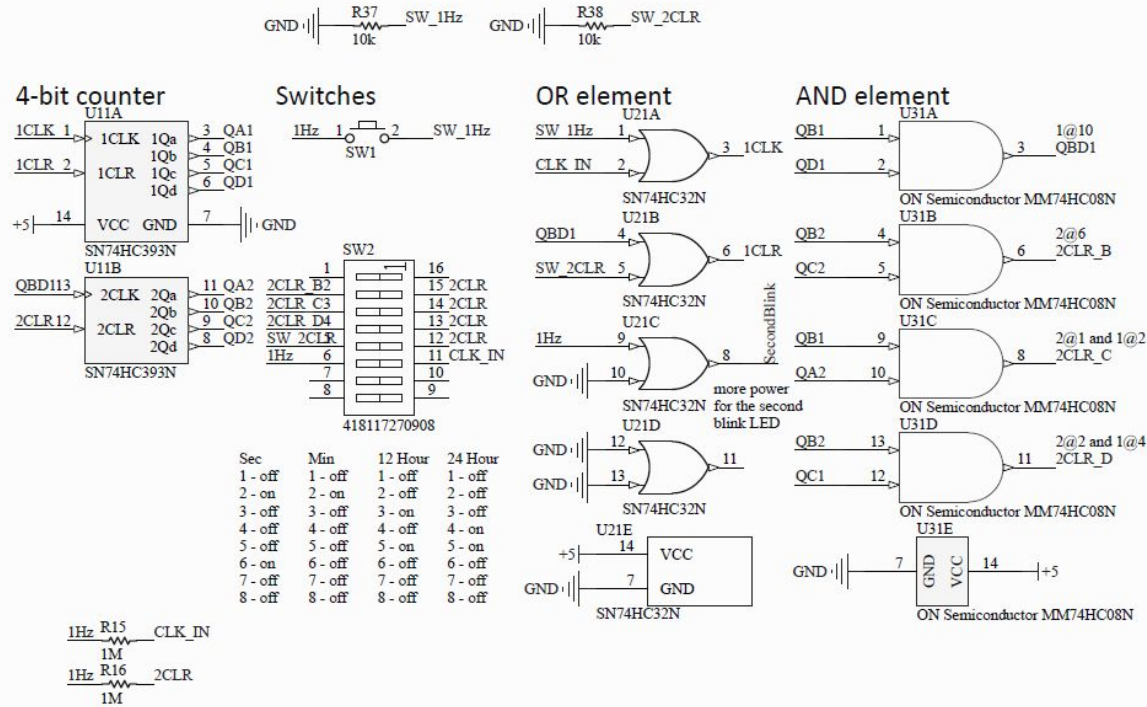 R37
SW_1Hz
GND
10k
R38
SW_2CLR
GND
10k
4-bit counter
U11A
1CLK 1
1CLK 1Qa
3 QA1
1Qb
4 QB1
1CLR 2
1CLR
1Qc
5 QC1
1Qd
6 QD1
+5
14
VCC GND
7
GND
SN74HC393N
U11B
QBD113
2CLK 2Qa
11 QA2
2Qb
10 QB2
2CLR12
2CLR
2Qc
9 QC2
2Qd
8 QD2
SN74HC393N
Switches
1Hz 1
2
SW_1Hz
SW1
SW2
1
16
2CLR_B2
15 2CLR
2CLR_C3
14 2CLR
2CLR_D4
13 2CLR
SW_2CLR
5
12 2CLR
1Hz 6
11 CLK_IN
7
10
8
9
1
418117270908
Sec Min 12 Hour 24 Hour
1 - off 1 - off 1 - off 1 - off
2 - on 2 - on 2 - off 2 - off
3 - off 3 - off 3 - on 3 - off
4 - off 4 - off 4 - off 4 - on
5 - off 5 - off 5 - on 5 - on
6 - on 6 - off 6 - off 6 - off
7 - off 7 - off 7 - off 7 - off
8 - off 8 - off 8 - off 8 - off
1Hz R15 CLK_IN
1M
1Hz R16 2CLR
1M
OR element
U21A
SW_1Hz 1
3 1CLK
CLK_IN 2
SN74HC32N
U21B
QBD1 4
6 1CLR
SW_2CLR 5
SN74HC32N
U21C
1Hz 9
8
SecondBlink
GND
10
SN74HC32N
more power
for the second
blink LED
U21D
GND
12
11
GND
13
SN74HC32N
U21E
+5
14
VCC
GND
7
GND
SN74HC32N
AND element
U31A
QB1 1
1@10
3 QBD1
QD1 2
ON Semiconductor MM74HC08N
U31B
QB2 4
2@6
6 2CLR_B
QC2 5
ON Semiconductor MM74HC08N
U31C
QB1 9
2@1 and 1@2
8 2CLR_C
QA2 10
ON Semiconductor MM74HC08N
U31D
QB2 13
2@2 and 1@4
11 2CLR_D
QC1 12
ON Semiconductor MM74HC08N
U31E
GND
7
GND
VCC
14
+5
ON Semiconductor MM74HC08N